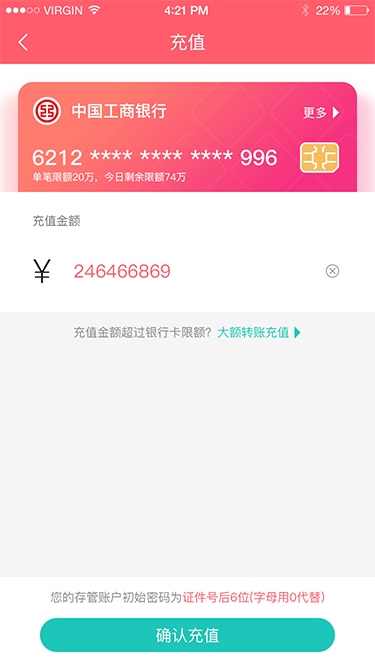 VIRGIN 4:21 PM 22%
充值
中国工商银行 更多
6212 **** **** **** 996
单笔限额20万，今日剩余限额74万
充值金额
¥ 246466869
充值金额超过银行卡限额？大额转账充值
您的存管账户初始密码为证件号后6位(字母用0代替)
确认充值